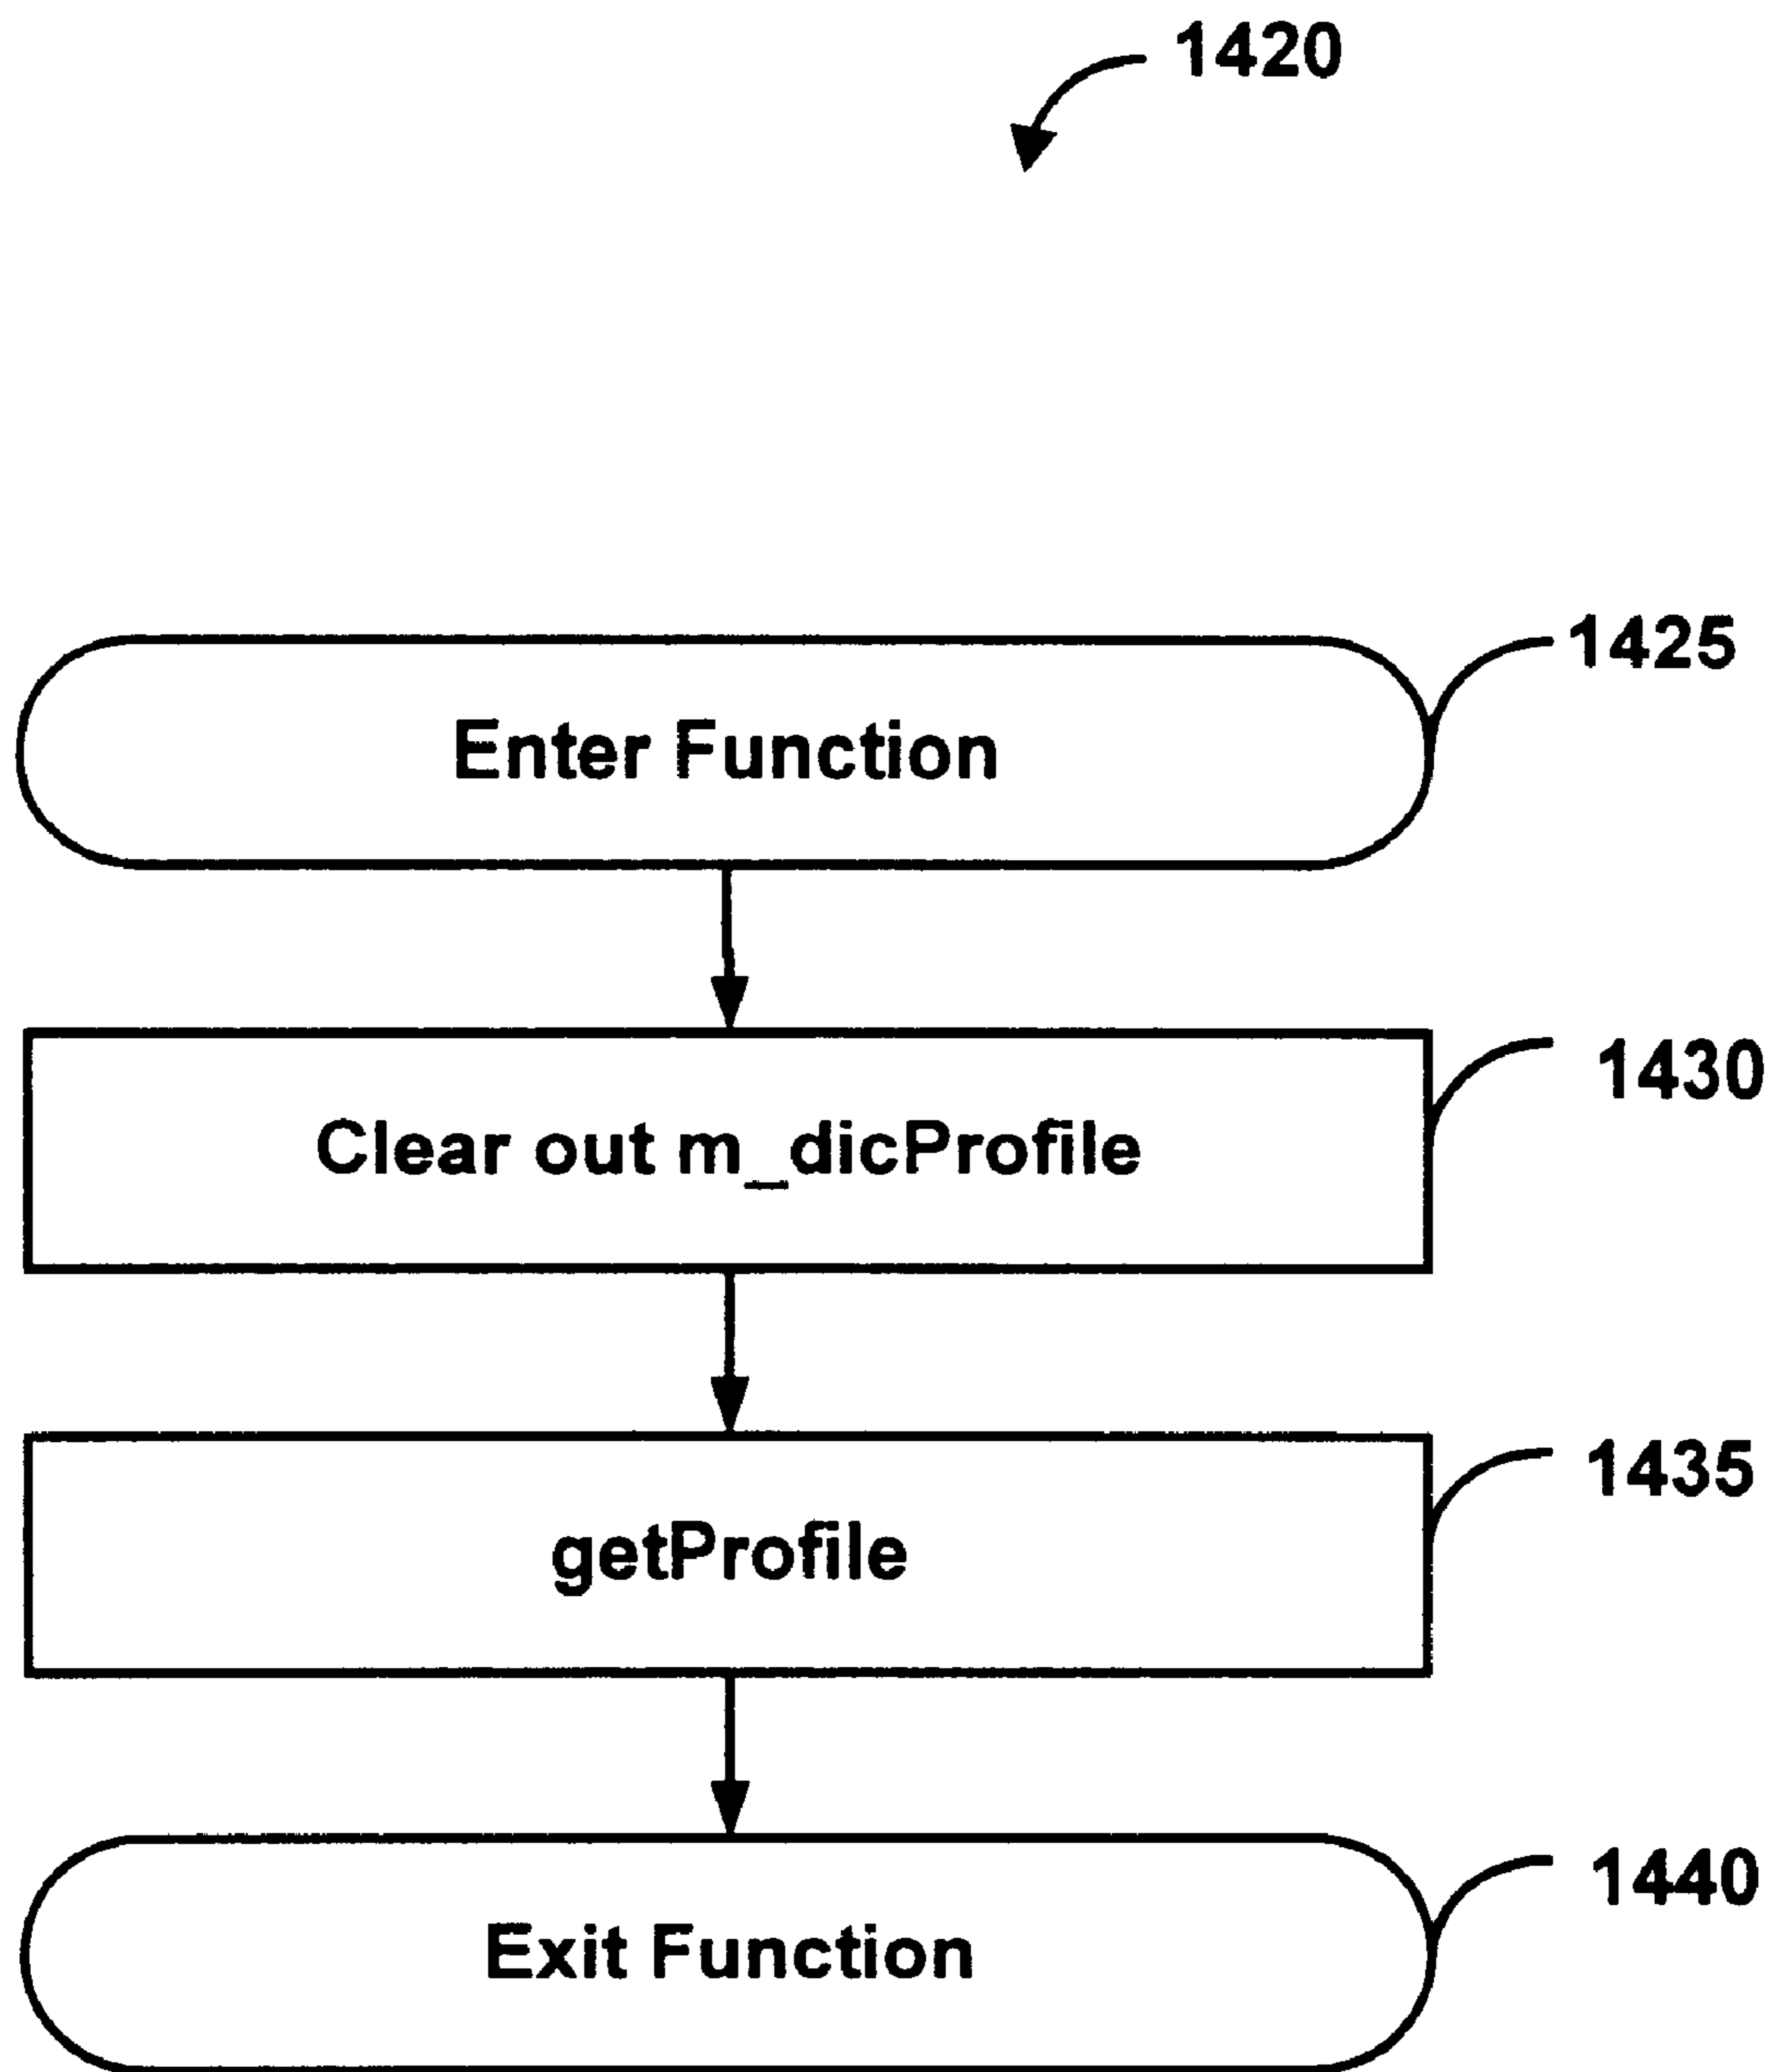 1420
1425
Enter Function
1430
Clear out m_dicProfile
1435
getProfile
1440
Exit Function